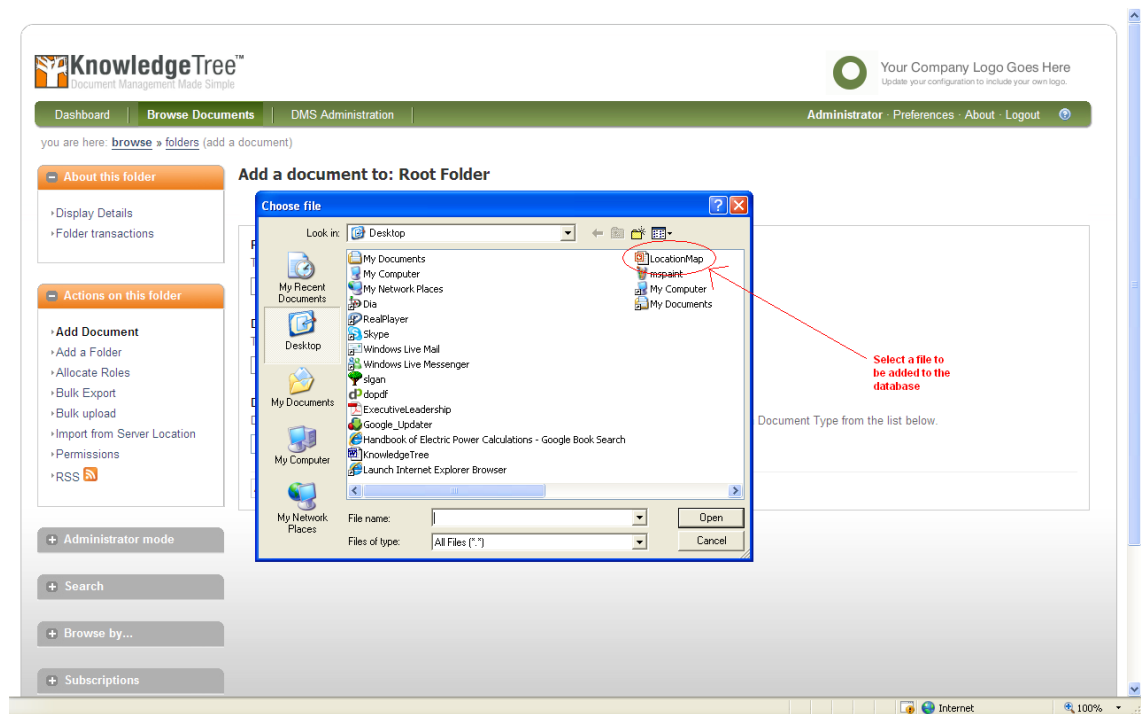 KnowledgeTree™
Document Management Made Simple
Your Company Logo Goes Here
Update your configuration to include your own logo.
Dashboard Browse Documents DMS Administration
Administrator · Preferences · About · Logout
you are here: browse » folders (add a document)
About this folder
Display Details
Folder transactions
Actions on this folder
Add Document
Add a Folder
Allocate Roles
Bulk Export
Bulk upload
Import from Server Location
Permissions
RSS
Administrator mode
Search
Browse by...
Subscriptions
Add a document to: Root Folder
Choose file
Look in: Desktop
My Recent
Documents
Desktop
My Documents
My Computer
My Network
Places
My Documents
My Computer
My Network Places
Dia
RealPlayer
Skype
Windows Live Mail
Windows Live Messenger
slgan
dopdf
ExecutiveLeadership
Google_Updater
Handbook of Electric Power Calculations - Google Book Search
KnowledgeTree
Launch Internet Explorer Browser
LocationMap
mspaint
My Computer
My Documents
File name:
Open
Files of type: All Files (*.*)
Cancel
Select a file to
be added to the
database
Document Type from the list below.
Internet
100%